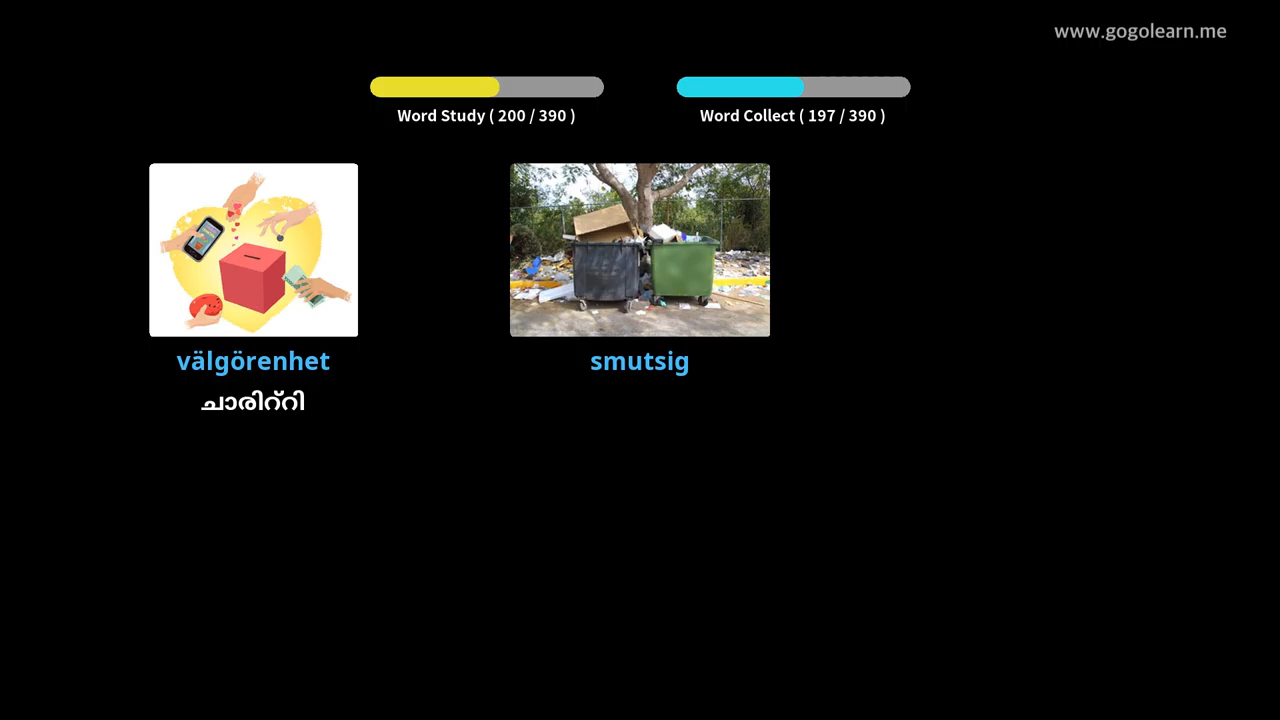 www.gogolearn.me
Word Study ( 200 / 390 )
Word Collect ( 197 / 390 )
välgörenhet
ചാരിറ്റി
smutsig